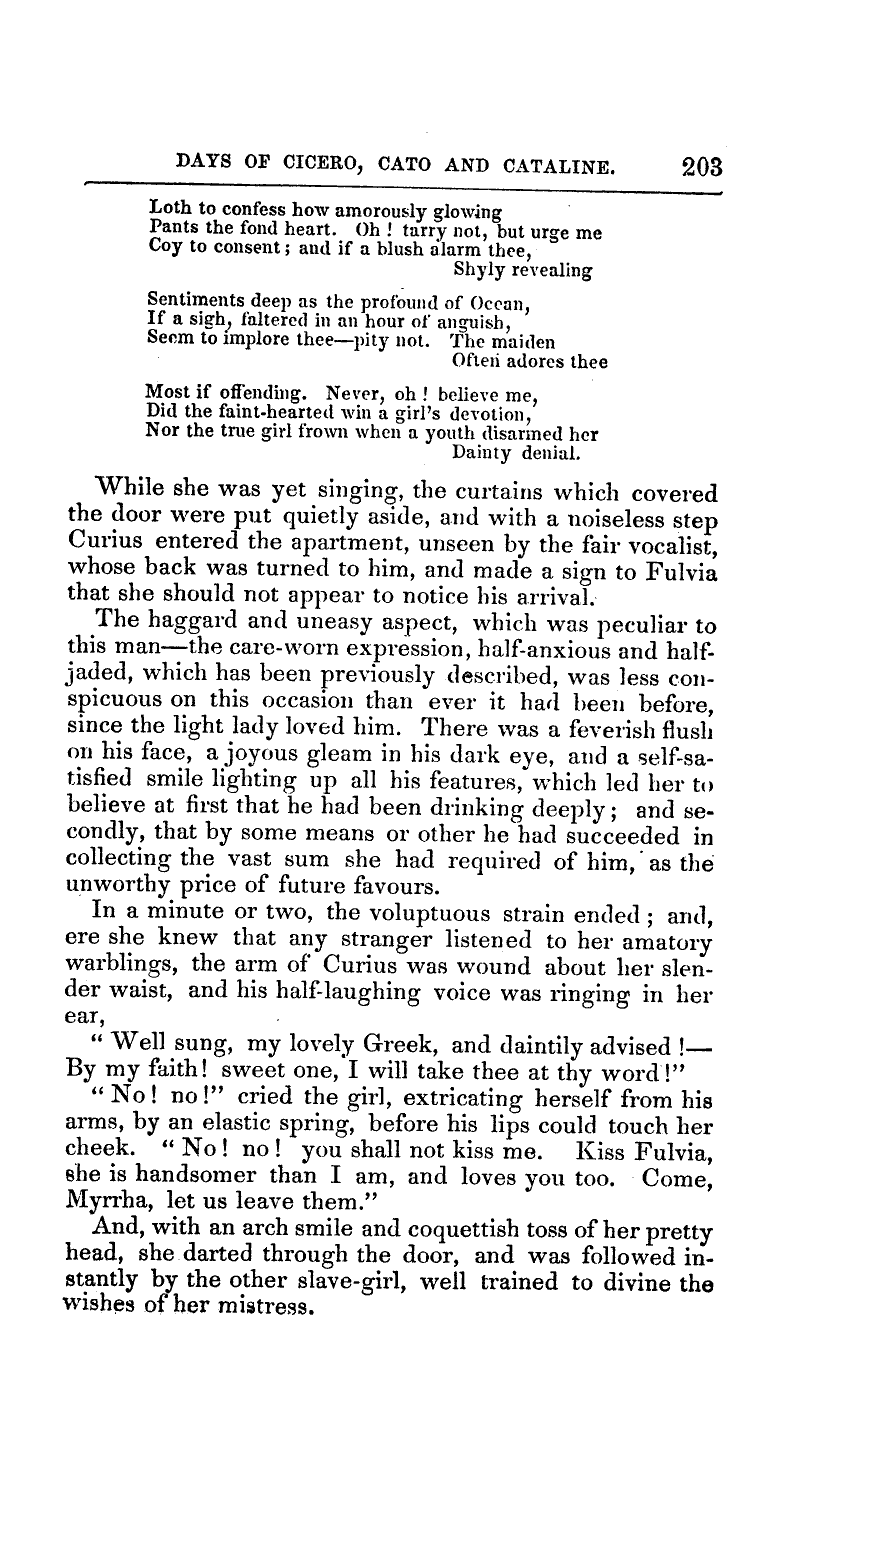 DAYS OF CICERO, CATO AND CATALINE. 203
Loth to confess how amorously glowing
Pants the fond heart. Oh ! tarry not, but urge me
Coy to consent ; and if a blush alarm thee,
Shyly revealing
Sentiments deep as the profound of Ocean,
If a sigh, faltered in an hour of anguish,
Seem to implore thee—pity not. The maiden
Often adores thee
Most if offending. Never, oh ! believe me,
Did the faint-hearted win a girl's devotion,
Nor the true girl frown when a youth disarmed her
Dainty denial.
While she was yet singing, the curtains which covered
the door were put quietly aside, and with a noiseless step
Curius entered the apartment, unseen by the fair vocalist,
whose back was turned to him, and made a sign to Fulvia
that she should not appear to notice his arrival.
The haggard and uneasy aspect, which was peculiar to
this man—the care-worn expression, half-anxious and half-
jaded, which has been previously described, was less con-
spicuous on this occasion than ever it had been before,
since the light lady loved him. There was a feverish flush
on his face, a joyous gleam in his dark eye, and a self-sa-
tisfied smile lighting up all his features, which led her to
believe at first that he had been drinking deeply ; and se-
condly, that by some means or other he had succeeded in
collecting the vast sum she had required of him, as the
unworthy price of future favours.
In a minute or two, the voluptuous strain ended ; and,
ere she knew that any stranger listened to her amatory
warblings, the arm of Curius was wound about her slen-
der waist, and his half-laughing voice was ringing in her
ear,
“ Well sung, my lovely Greek, and daintily advised !—
By my faith ! sweet one, I will take thee at thy word !”
“ No ! no !” cried the girl, extricating herself from his
arms, by an elastic spring, before his lips could touch her
cheek. “ No ! no ! you shall not kiss me. Kiss Fulvia,
she is handsomer than I am, and loves you too. Come,
Myrrha, let us leave them.”
And, with an arch smile and coquettish toss of her pretty
head, she darted through the door, and was followed in-
stantly by the other slave-girl, well trained to divine the
wishes of her mistress.